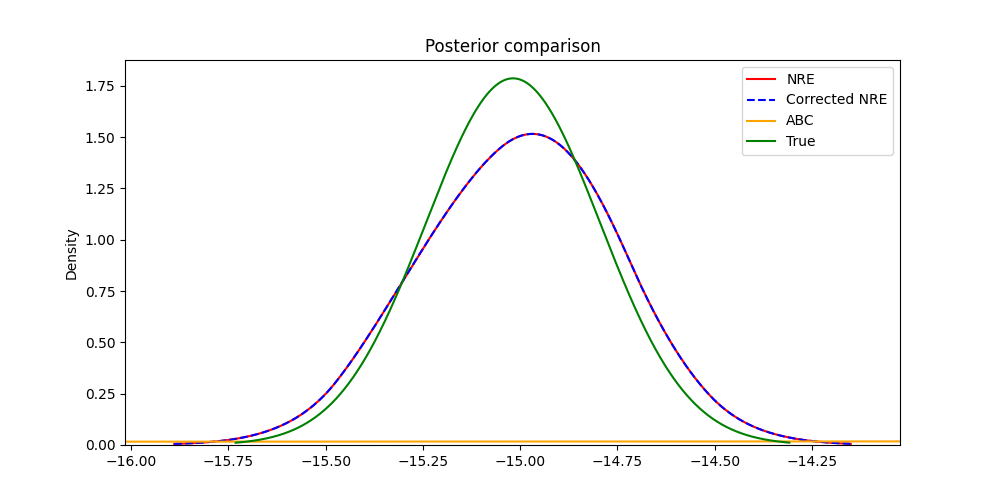 Posterior comparison
NRE
Corrected NRE
ABC
True
Density
1.75
1.50
1.25
1.00
0.75
0.50
0.25
0.00
−16.00 −15.75 −15.50 −15.25 −15.00 −14.75 −14.50 −14.25